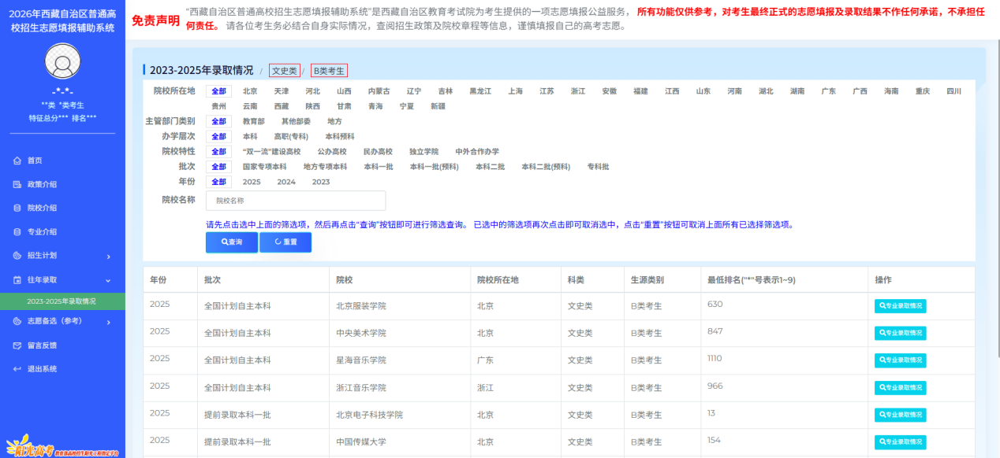 2026年西藏自治区普通高
校招生志愿填报辅助系统
_*_*_
**类 *类考生
特征总分*** 排名***
首页
政策介绍
院校介绍
专业介绍
招生计划
往年录取
2023-2025年录取情况
志愿备选（参考）
留言反馈
退出系统
阳光高考
免责声明
“西藏自治区普通高校招生志愿填报辅助系统”是西藏自治区教育考试院为考生提供的一项志愿填报公益服务， 所有功能仅供参考，对考生最终正式的志愿填报及录取结果不作任何承诺，不承担任
何责任。 请各位考生务必结合自身实际情况，查阅招生政策及院校章程等信息，谨慎填报自己的高考志愿。
2023-2025年录取情况 / 文史类 / B类考生
院校所在地 全部 北京 天津 河北 山西 内蒙古 辽宁 吉林 黑龙江 上海 江苏 浙江 安徽 福建 江西 山东 河南 湖北 湖南 广东 广西 海南 重庆 四川
贵州 云南 西藏 陕西 甘肃 青海 宁夏 新疆
主管部门类别 全部 教育部 其他部委 地方
办学层次 全部 本科 高职(专科) 本科预科
院校特性 全部 “双一流”建设高校 公办高校 民办高校 独立学院 中外合作办学
批次 全部 国家专项本科 地方专项本科 本科一批 本科一批(预科) 本科二批 本科二批(预科) 专科批
年份 全部 2025 2024 2023
院校名称 院校名称
请先点击选中上面的筛选项，然后再点击“查询”按钮即可进行筛选查询。 已选中的筛选项再次点击即可取消选中，点击“重置”按钮可取消上面所有已选择筛选项。
查询 重置
年份 批次 院校 院校所在地 科类 生源类别 最低排名("*"号表示1~9) 操作
2025 全国计划自主本科 北京服装学院 北京 文史类 B类考生 630 专业录取情况
2025 全国计划自主本科 中央美术学院 北京 文史类 B类考生 847 专业录取情况
2025 全国计划自主本科 星海音乐学院 广东 文史类 B类考生 1110 专业录取情况
2025 全国计划自主本科 浙江音乐学院 浙江 文史类 B类考生 966 专业录取情况
2025 提前录取本科一批 北京电子科技学院 北京 文史类 B类考生 13 专业录取情况
2025 提前录取本科一批 中国传媒大学 北京 文史类 B类考生 154 专业录取情况